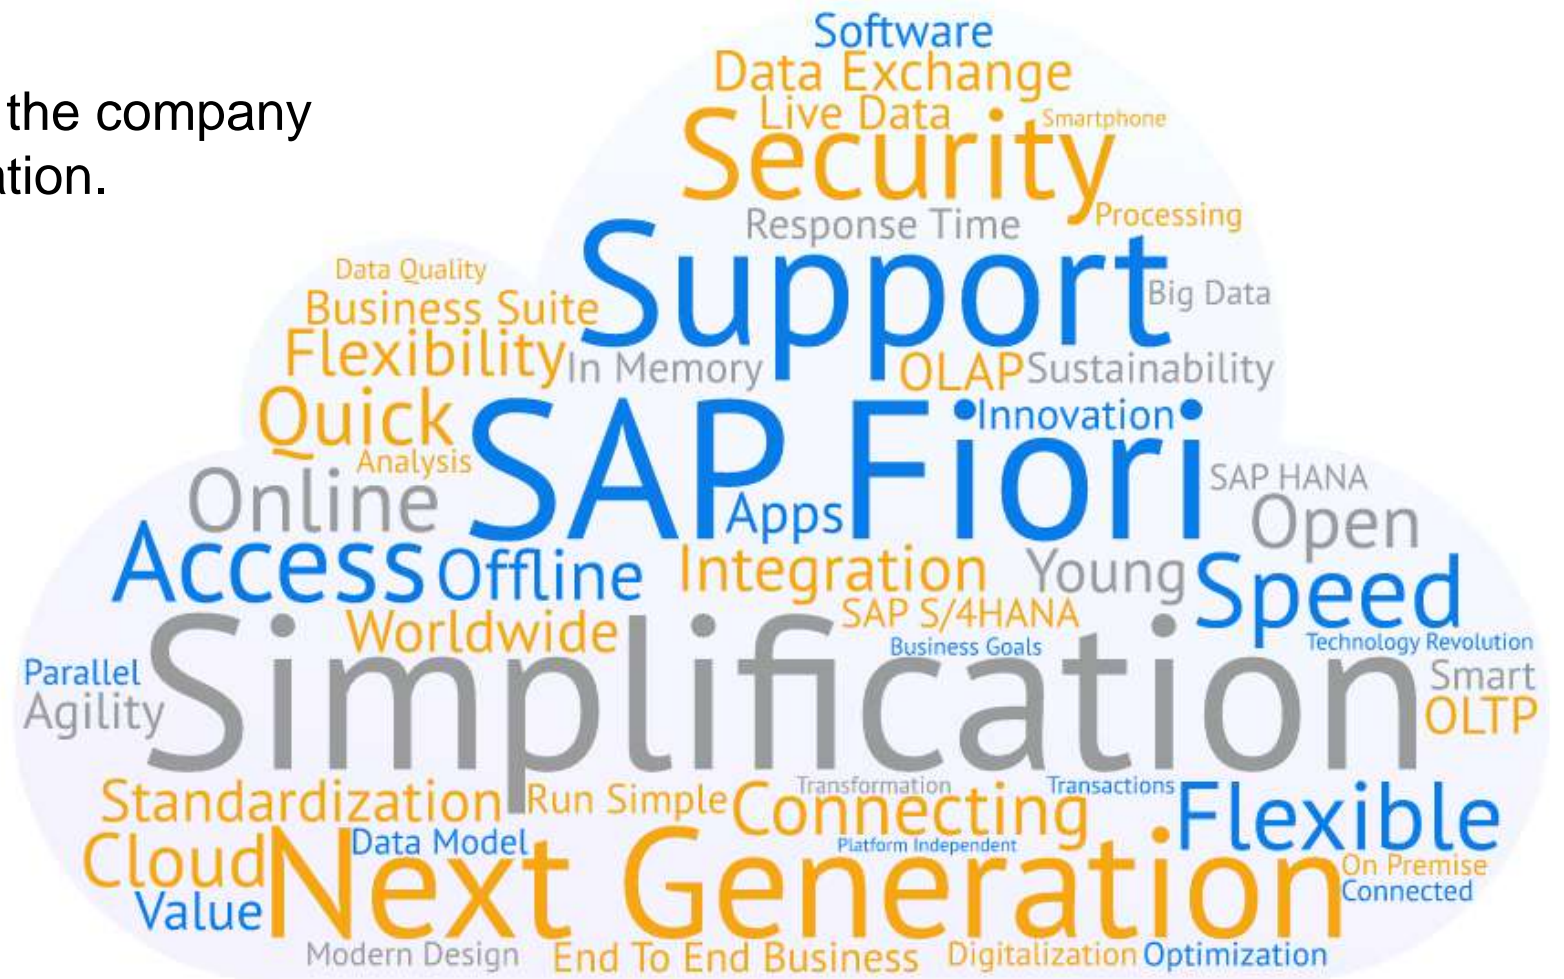 the company
ation.
Software
Data Exchange
Live Data
Smartphone
Security
Response Time
Processing
Support
Data Quality
Business Suite
Big Data
Flexibility
In Memory
OLAP
Sustainability
Quick
SAP Fiori
Innovation
Analysis
Online
Apps
SAP HANA
Open
Access
Offline
Integration
Young
Speed
Worldwide
SAP S/4HANA
Business Goals
Technology Revolution
Parallel
Simplification
Smart
Agility
OLTP
Standardization
Run Simple
Transformation
Connecting
Transactions
Flexible
Cloud
Data Model
Platform Independent
Next Generation
On Premise
Value
Connected
Modern Design
End To End Business
Digitalization
Optimization